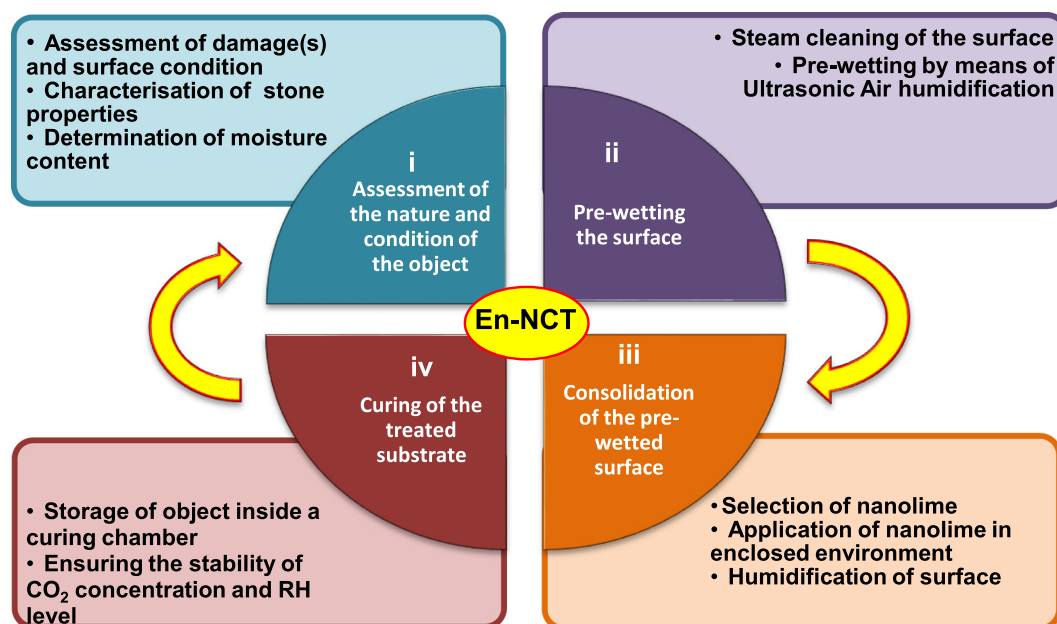 • Assessment of damage(s)
and surface condition
• Characterisation of stone
properties
• Determination of moisture
content
• Steam cleaning of the surface
• Pre-wetting by means of
Ultrasonic Air humidification
i
Assessment of
the nature and
condition of
the object
ii
Pre-wetting
the surface
En-NCT
iv
Curing of the
treated
substrate
iii
Consolidation
of the pre-
wetted
surface
• Storage of object inside a
curing chamber
• Ensuring the stability of
CO₂ concentration and RH
level
• Selection of nanolime
• Application of nanolime in
enclosed environment
• Humidification of surface